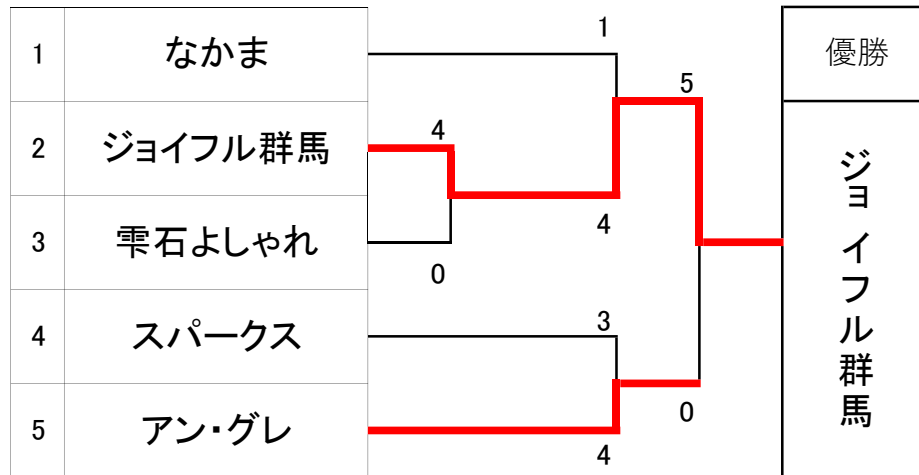 1 なかま
2 ジョイフル群馬
3 雫石よしゃれ
4 スパークス
5 アン・グレ
1
4
5
4
0
3
0
4
優勝
ジョイフル群馬